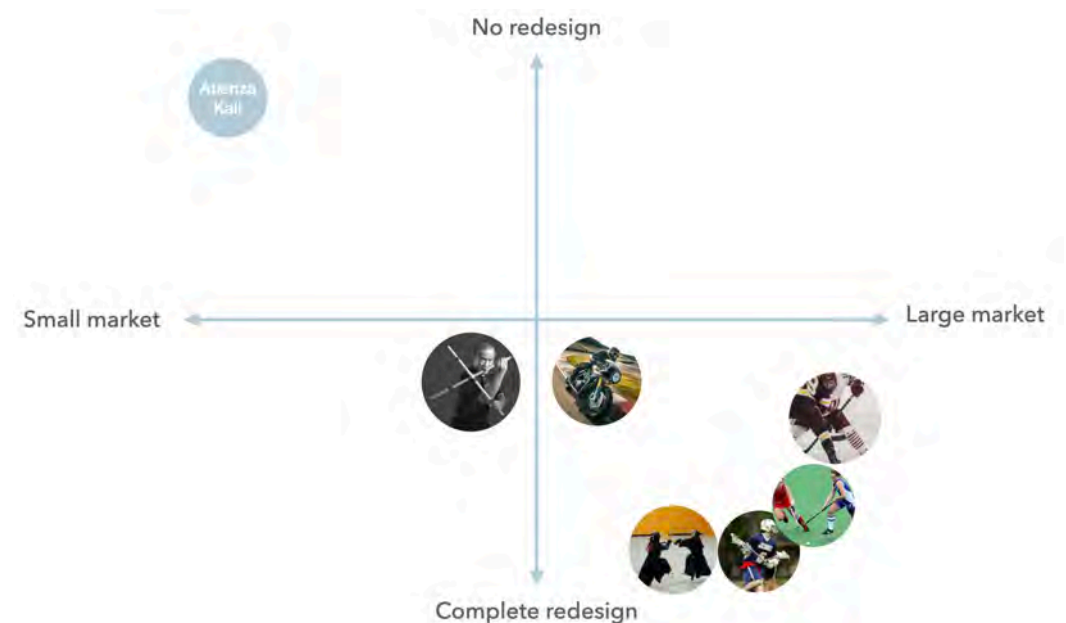 No redesign
Atienza
Kali
Small market
Large market
Complete redesign